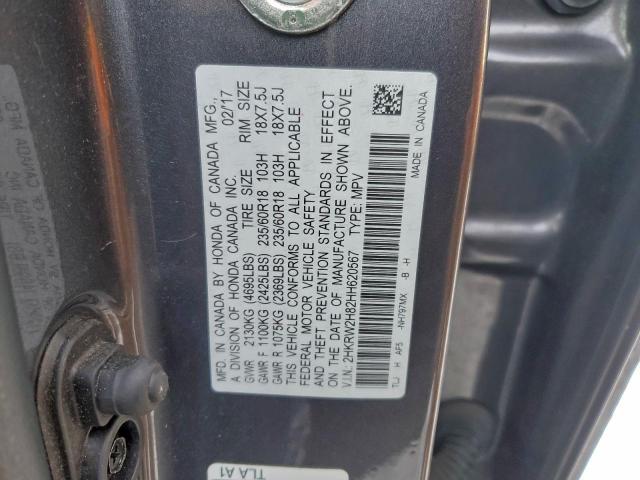 MFD. IN CANADA BY HONDA OF CANADA MFG.,
A DIVISION OF HONDA CANADA INC. 02/17
TIRE SIZE RIM SIZE
GVWR 2130KG (4695LBS)
GAWR F 1100KG (2425LBS) 235/60R18 103H 18X7.5J
GAWR R 1075KG (2369LBS) 235/60R18 103H 18X7.5J
THIS VEHICLE CONFORMS TO ALL APPLICABLE
FEDERAL MOTOR VEHICLE SAFETY
AND THEFT PREVENTION STANDARDS IN EFFECT
ON THE DATE OF MANUFACTURE SHOWN ABOVE.
V.I.N.: 2HKRW2H82HH620567 TYPE: MPV
TLJ H AF5 -NH797MX -B -H
MADE IN CANADA
TLA A1